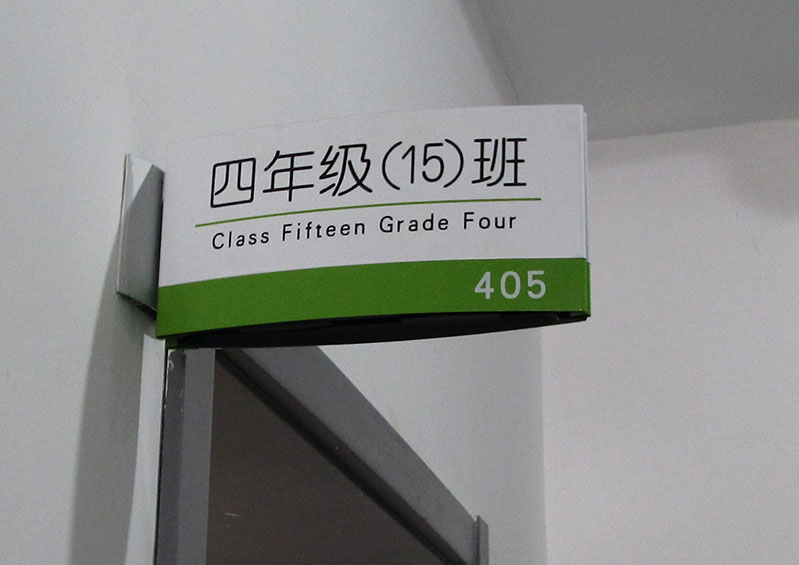 四年级(15)班
Class Fifteen Grade Four
405